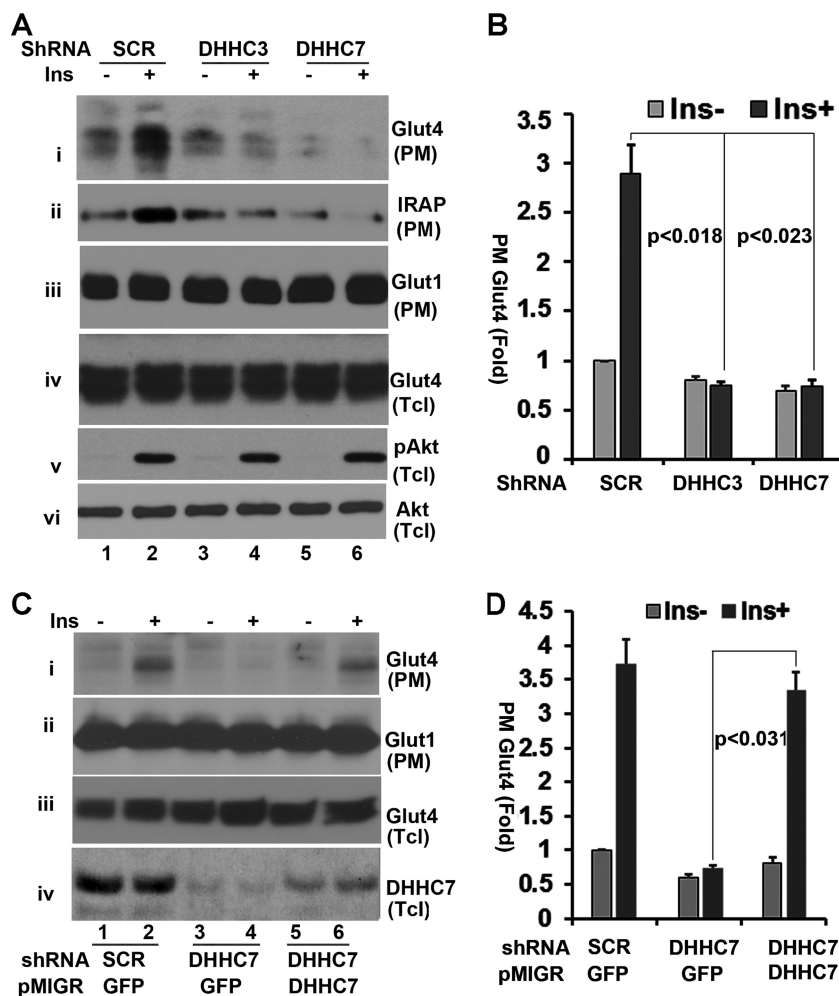 A
ShRNA SCR DHHC3 DHHC7
Ins - + - + - +
i Glut4 (PM)
ii IRAP (PM)
iii Glut1 (PM)
iv Glut4 (Tcl)
v pAkt (Tcl)
vi Akt (Tcl)
1 2 3 4 5 6
B
Ins- Ins+
PM Glut4 (Fold)
4
3.5
3
2.5
2
1.5
1
0.5
0
p<0.018 p<0.023
ShRNA SCR DHHC3 DHHC7
C
Ins - + - + - +
i Glut4 (PM)
ii Glut1 (PM)
iii Glut4 (Tcl)
iv DHHC7 (Tcl)
1 2 3 4 5 6
shRNA SCR DHHC7 DHHC7
pMIGR GFP GFP DHHC7
D
Ins- Ins+
PM Glut4 (Fold)
4.5
4
3.5
3
2.5
2
1.5
1
0.5
0
p<0.031
shRNA SCR DHHC7 DHHC7
pMIGR GFP GFP DHHC7